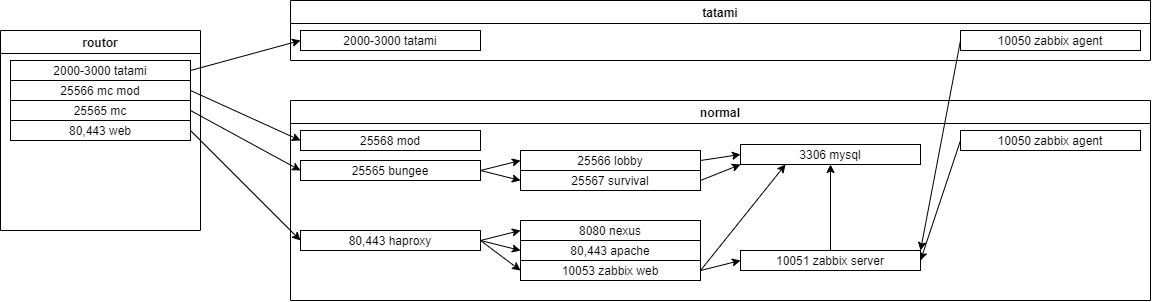 tatami
2000-3000 tatami
10050 zabbix agent
routor
2000-3000 tatami
25566 mc mod
25565 mc
80,443 web
normal
25568 mod
10050 zabbix agent
25565 bungee
25566 lobby
25567 survival
3306 mysql
80,443 haproxy
8080 nexus
80,443 apache
10053 zabbix web
10051 zabbix server